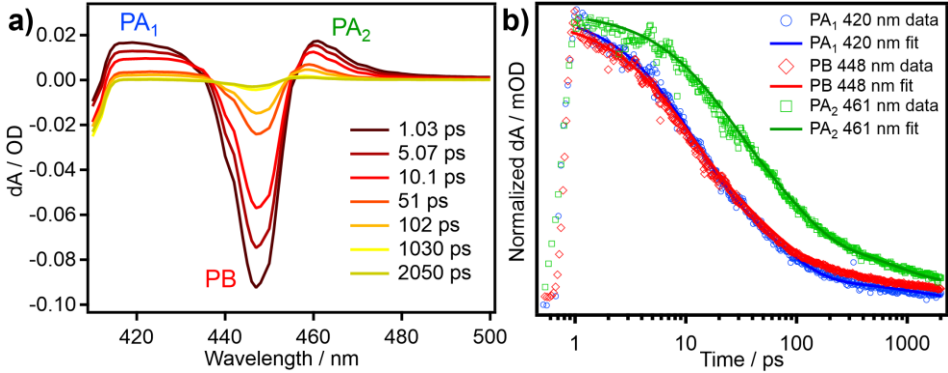 a)
PA₁
PA₂
0.02
0.00
-0.02
-0.04
-0.06
-0.08
-0.10
dA / OD
1.03 ps
5.07 ps
10.1 ps
51 ps
102 ps
1030 ps
2050 ps
PB
420
440
460
480
500
Wavelength / nm
b)
PA₁ 420 nm data
PA₁ 420 nm fit
PB 448 nm data
PB 448 nm fit
PA₂ 461 nm data
PA₂ 461 nm fit
Normalized dA / mOD
1
10
100
1000
Time / ps